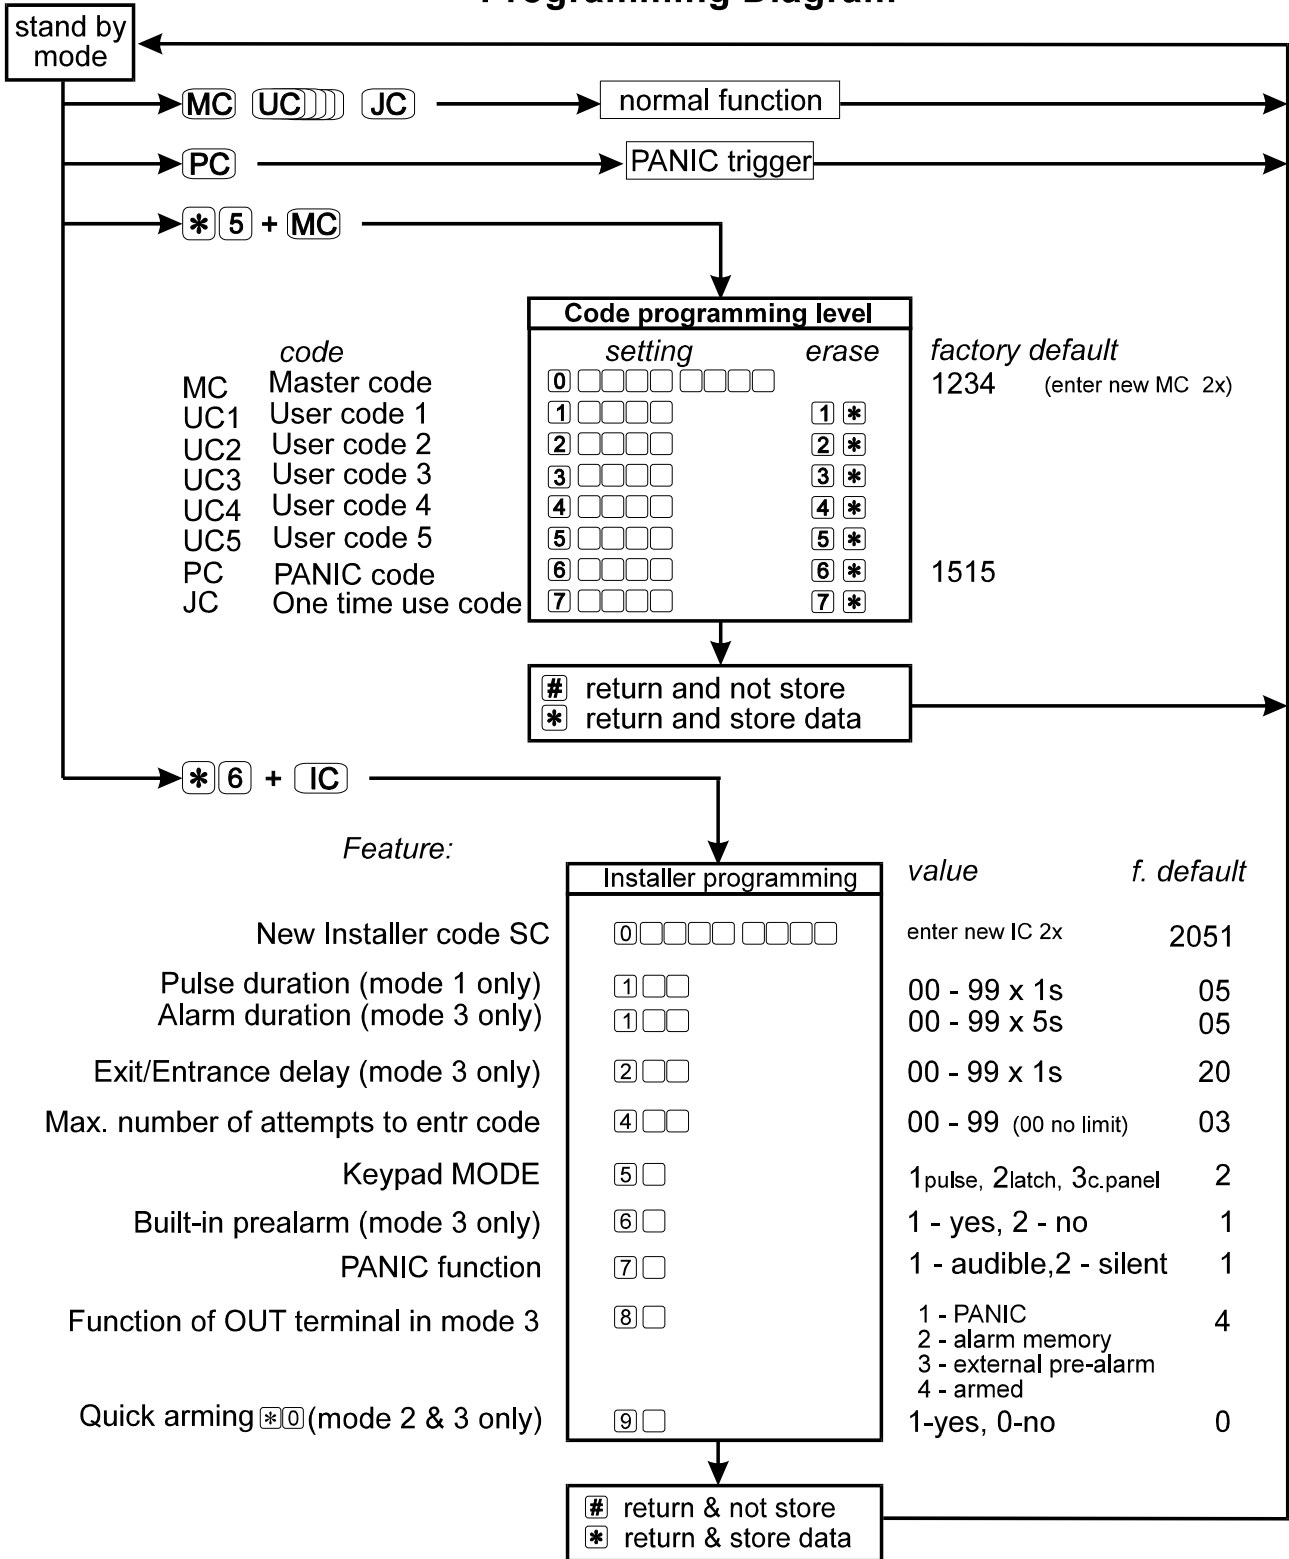 Programming Diagram
stand by
mode
MC UC JC normal function
PC PANIC trigger
* 5 + MC
Code programming level
code setting erase factory default
MC Master code 0 1234 (enter new MC 2x)
UC1 User code 1 1 1 *
UC2 User code 2 2 2 *
UC3 User code 3 3 3 *
UC4 User code 4 4 4 *
UC5 User code 5 5 5 *
PC PANIC code 6 6 * 1515
JC One time use code 7 7 *
# return and not store
* return and store data
* 6 + IC
Feature:
Installer programming value f. default
New Installer code SC 0 enter new IC 2x 2051
Pulse duration (mode 1 only) 1 00 - 99 x 1s 05
Alarm duration (mode 3 only) 1 00 - 99 x 5s 05
Exit/Entrance delay (mode 3 only) 2 00 - 99 x 1s 20
Max. number of attempts to entr code 4 00 - 99 (00 no limit) 03
Keypad MODE 5 1pulse, 2latch, 3c.panel 2
Built-in prealarm (mode 3 only) 6 1 - yes, 2 - no 1
PANIC function 7 1 - audible,2 - silent 1
Function of OUT terminal in mode 3 8 1 - PANIC 4
2 - alarm memory
3 - external pre-alarm
4 - armed
Quick arming *0 (mode 2 & 3 only) 9 1-yes, 0-no 0
# return & not store
* return & store data